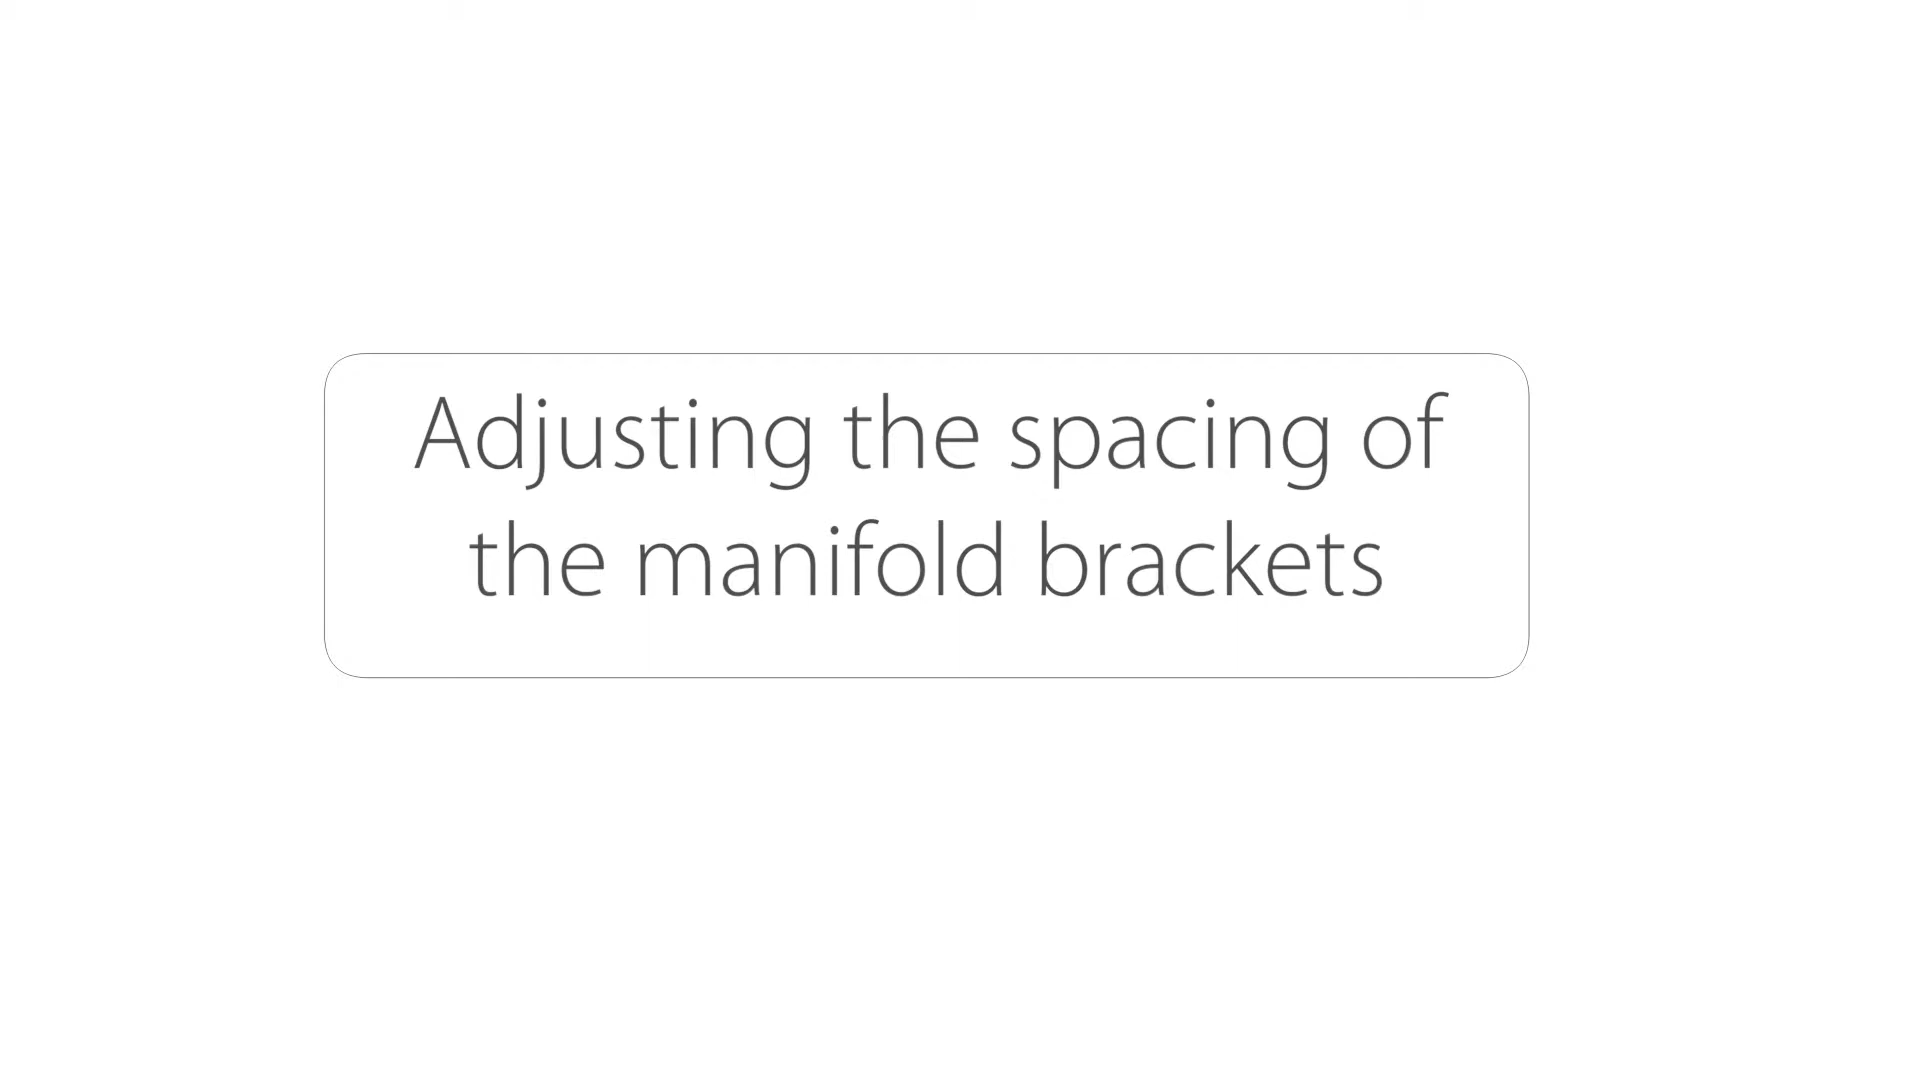 Adjusting the spacing of
the manifold brackets